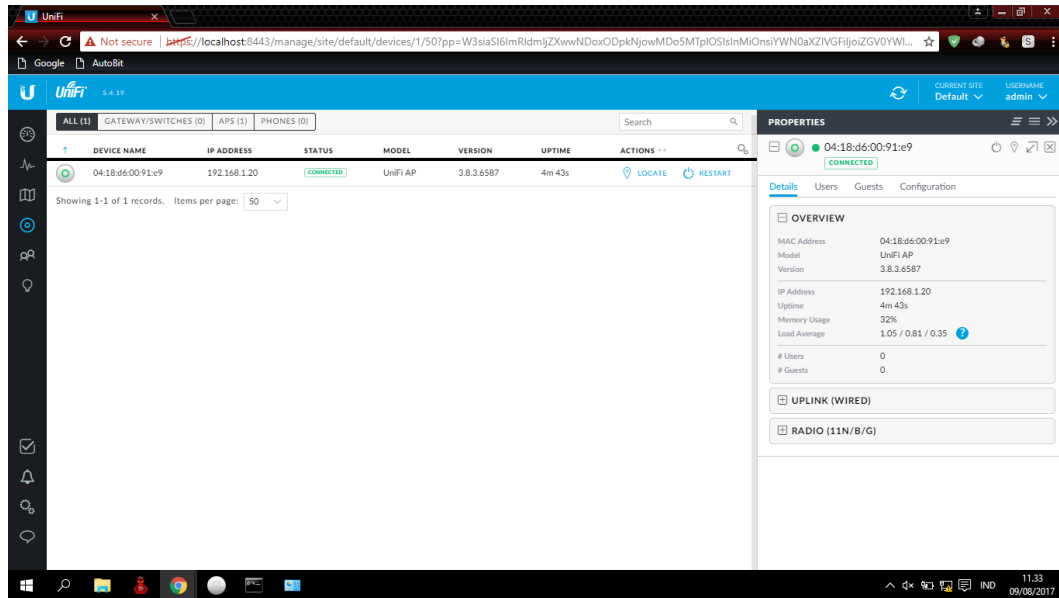 UniFi
Not secure | https://localhost:8443/manage/site/default/devices/1/50?pp=W3siaSI6ImRldmljZXwwNDoxODpkNjowMDo5MTplOSIsInMiOnsiYWN0aXZlVGFiIjoiZGV0YWl...
Google AutoBit
UniFi 5.4.19 CURRENT SITE USERNAME
Default admin
ALL (1) GATEWAY/SWITCHES (0) APS (1) PHONES (0) Search
DEVICE NAME IP ADDRESS STATUS MODEL VERSION UPTIME ACTIONS
04:18:d6:00:91:e9 192.168.1.20 CONNECTED UniFi AP 3.8.3.6587 4m 43s LOCATE RESTART
Showing 1-1 of 1 records. Items per page: 50
PROPERTIES
04:18:d6:00:91:e9
CONNECTED
Details Users Guests Configuration
OVERVIEW
MAC Address 04:18:d6:00:91:e9
Model UniFi AP
Version 3.8.3.6587
IP Address 192.168.1.20
Uptime 4m 43s
Memory Usage 32%
Load Average 1.05 / 0.81 / 0.35 ?
# Users 0
# Guests 0
UPLINK (WIRED)
RADIO (11N/B/G)
IND 11.33
09/08/2017